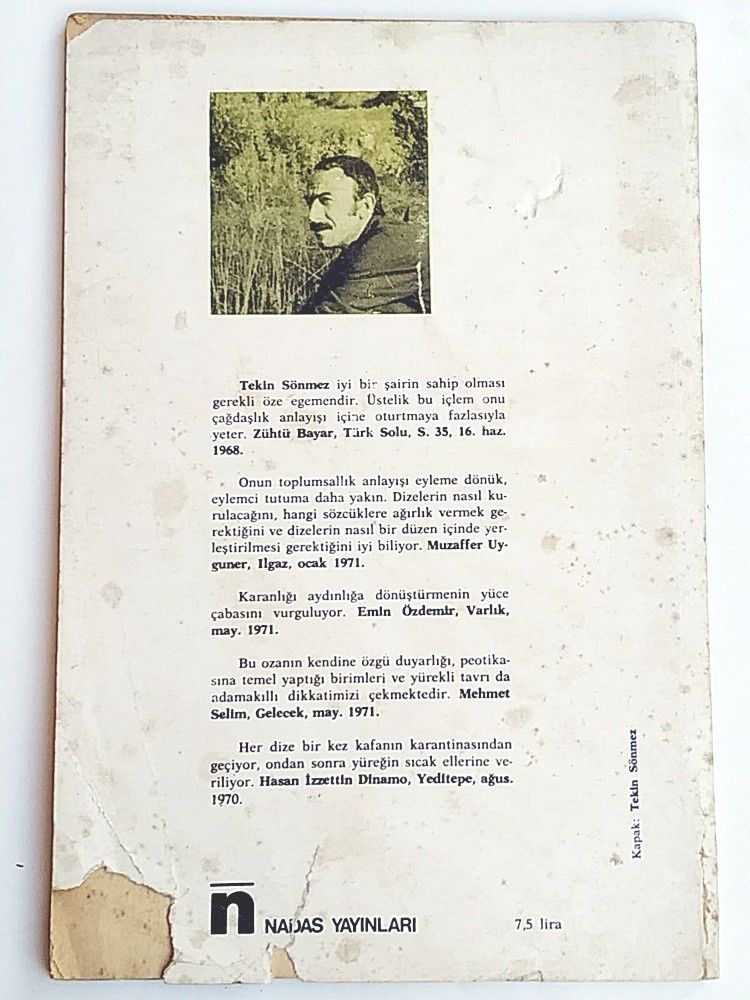 Tekin Sönmez iyi bir şairin sahip olması
gerekli öze egemendir. Üstelik bu içlem onu
çağdaşlık anlayışı içine oturtmaya fazlasıyla
yeter. Zühtü Bayar, Türk Solu, S. 35, 16. haz.
1968.
Onun toplumsallık anlayışı eyleme dönük,
eylemci tutuma daha yakın. Dizelerin nasıl ku-
rulacağını, hangi sözcüklere ağırlık vermek ge-
rektiğini ve dizelerin nasıl bir düzen içinde yer-
leştirilmesi gerektiğini iyi biliyor. Muzaffer Uy-
guner, Ilgaz, ocak 1971.
Karanlığı aydınlığa dönüştürmenin yüce
çabasını vurguluyor. Emin Özdemir, Varlık,
may. 1971.
Bu ozanın kendine özgü duyarlığı, peotika-
sına temel yaptığı birimleri ve yürekli tavrı da
adamakıllı dikkatimizi çekmektedir. Mehmet
Selim, Gelecek, may. 1971.
Her dize bir kez kafanın karantinasından
geçiyor, ondan sonra yüreğin sıcak ellerine ve-
riliyor. Hasan İzzettin Dinamo, Yeditepe, ağus.
1970.
Kapak: Tekin Sönmez
n NADAS YAYINLARI
7,5 lira